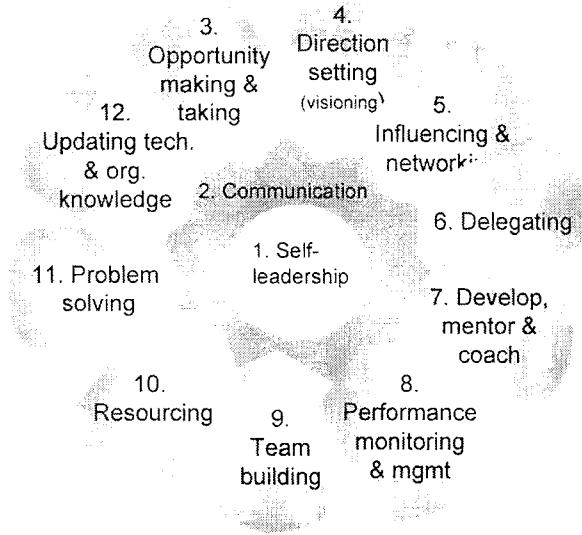 1. Self-
leadership
2. Communication
3.
Opportunity
making &
taking
4.
Direction
setting
(visioning)
5.
Influencing &
6. Delegating
7. Develop,
mentor &
coach
8.
Performance
monitoring
& mgmt
9.
Team
building
10.
Resourcing
11. Problem
solving
12.
Updating tech.
& org.
knowledge